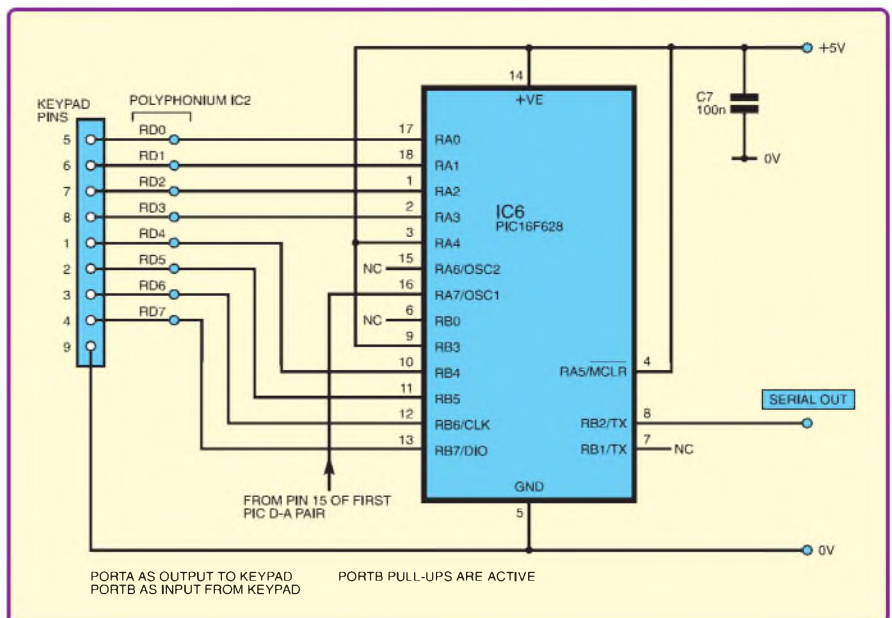 +5V
14
+VE
C7
100n
0V
KEYPAD
PINS
POLYPHONIUM IC2
5
RD0
17
RA0
6
RD1
18
RA1
7
RD2
1
RA2
8
RD3
2
RA3
IC6
PIC16F628
1
RD4
3
RA4
2
RD5
NC
15
RA6/OSC2
3
RD6
16
RA7/OSC1
4
RD7
NC
6
RB0
9
9
RB3
10
RB4
RA5/MCLR
4
11
RB5
SERIAL OUT
12
RB6/CLK
RB2/TX
8
13
RB7/DIO
RB1/TX
7
NC
FROM PIN 15 OF FIRST
PIC D-A PAIR
GND
5
0V
PORTA AS OUTPUT TO KEYPAD
PORTB AS INPUT FROM KEYPAD
PORTB PULL-UPS ARE ACTIVE